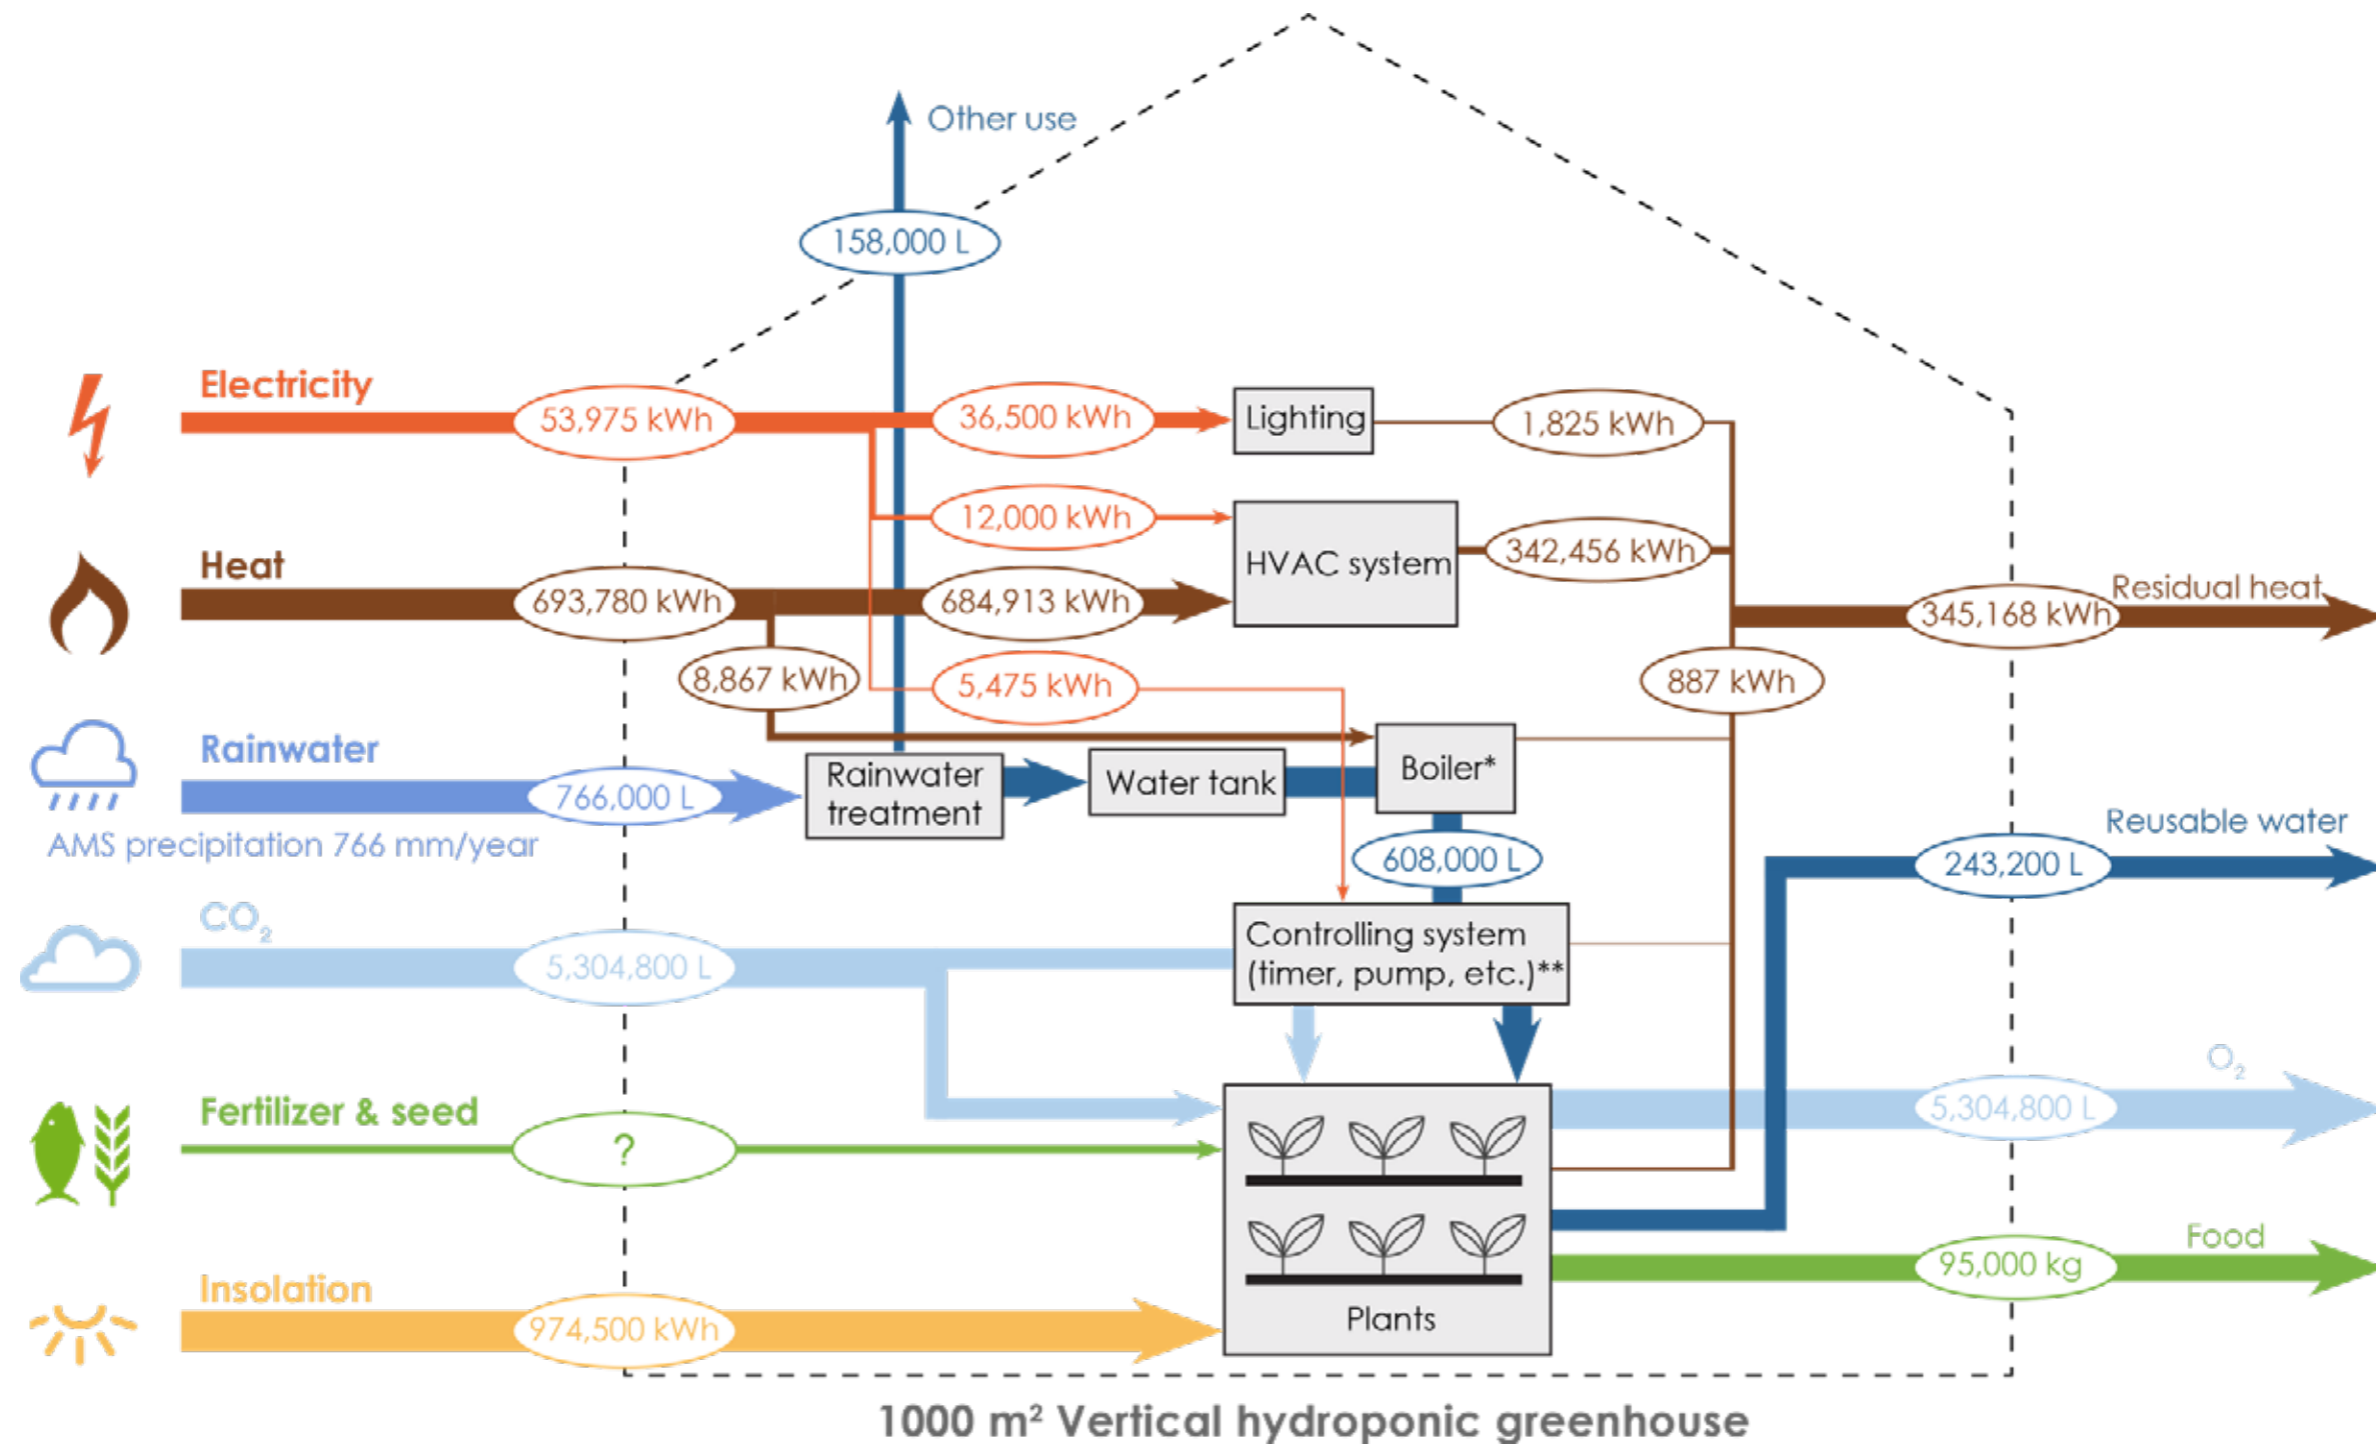 Other use
158,000 L
Electricity
53,975 kWh
36,500 kWh
Lighting
1,825 kWh
12,000 kWh
HVAC system
342,456 kWh
Heat
693,780 kWh
684,913 kWh
345,168 kWh
Residual heat
8,867 kWh
5,475 kWh
887 kWh
Rainwater
766,000 L
AMS precipitation 766 mm/year
Rainwater
treatment
Water tank
Boiler*
608,000 L
Reusable water
243,200 L
CO₂
5,304,800 L
Controlling system
(timer, pump, etc.)**
O₂
5,304,800 L
Fertilizer & seed
?
Food
95,000 kg
Insolation
974,500 kWh
Plants
1000 m² Vertical hydroponic greenhouse